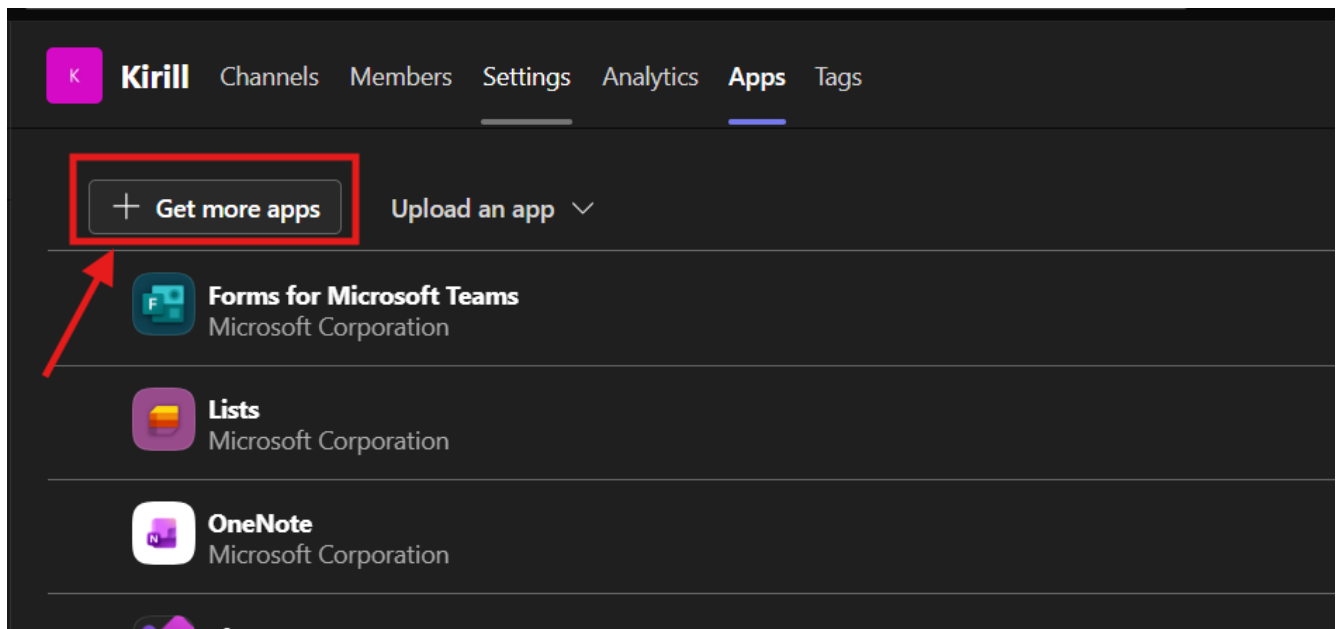 K Kirill Channels Members Settings Analytics Apps Tags
+ Get more apps Upload an app
F Forms for Microsoft Teams
Microsoft Corporation
Lists
Microsoft Corporation
N OneNote
Microsoft Corporation